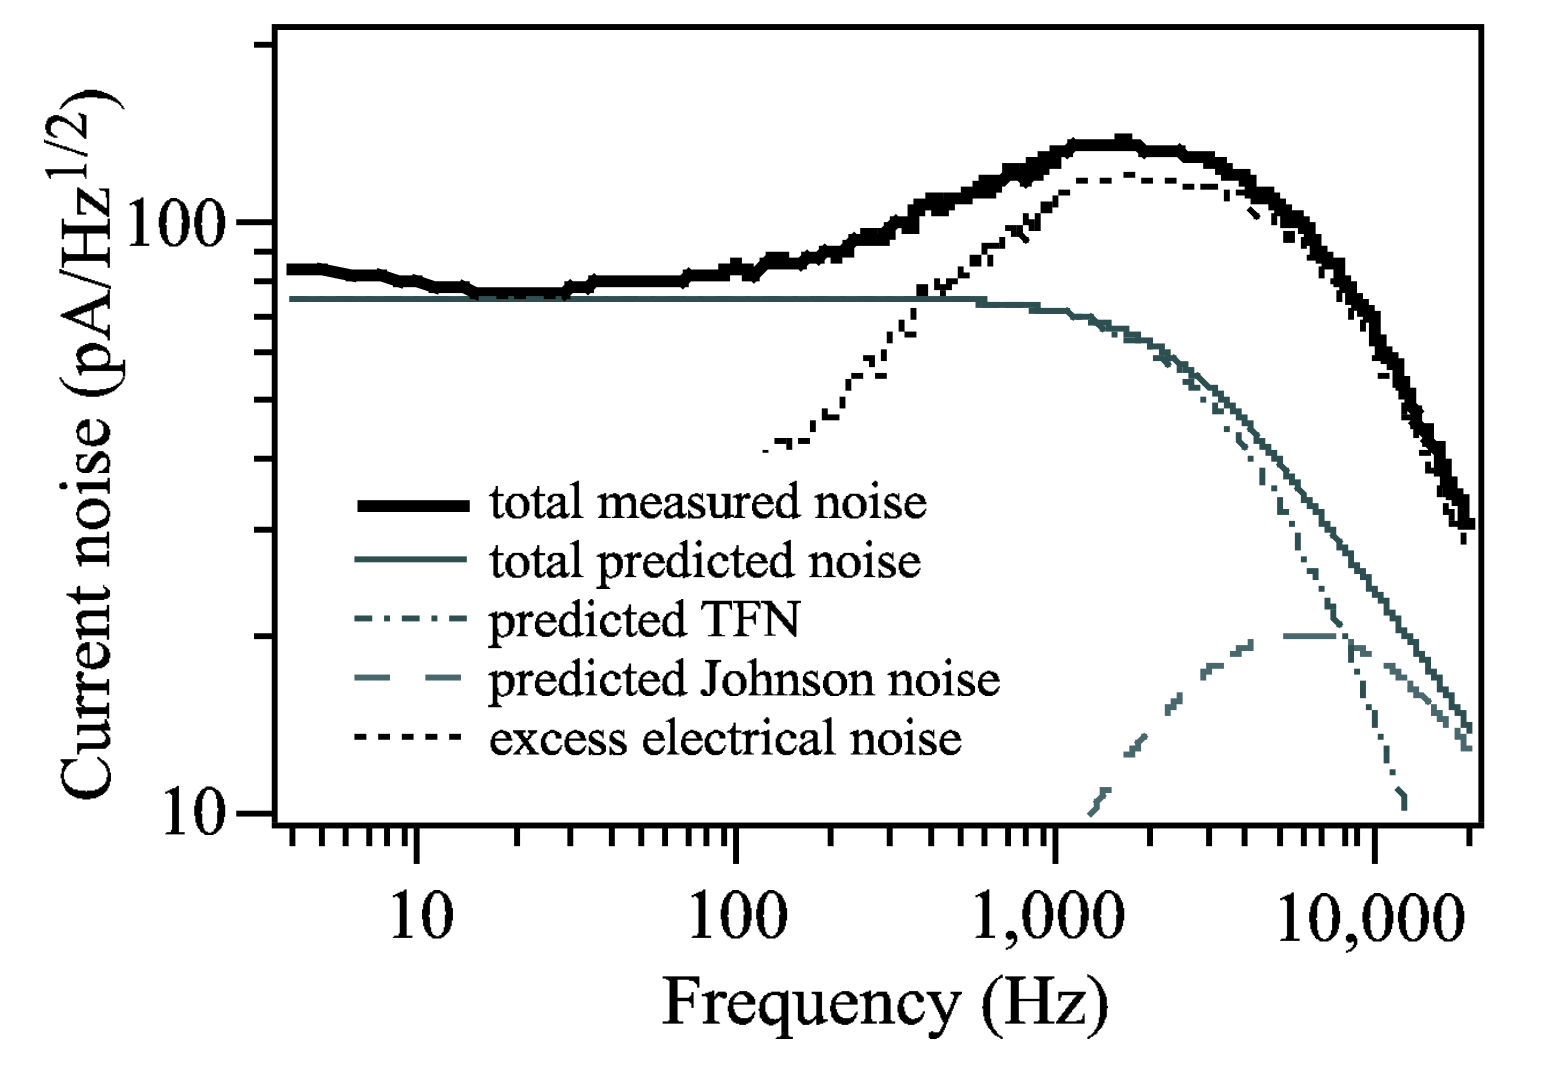 Current noise (pA/Hz1/2)
100
10
total measured noise
total predicted noise
predicted TFN
predicted Johnson noise
excess electrical noise
10
100
1,000
10,000
Frequency (Hz)